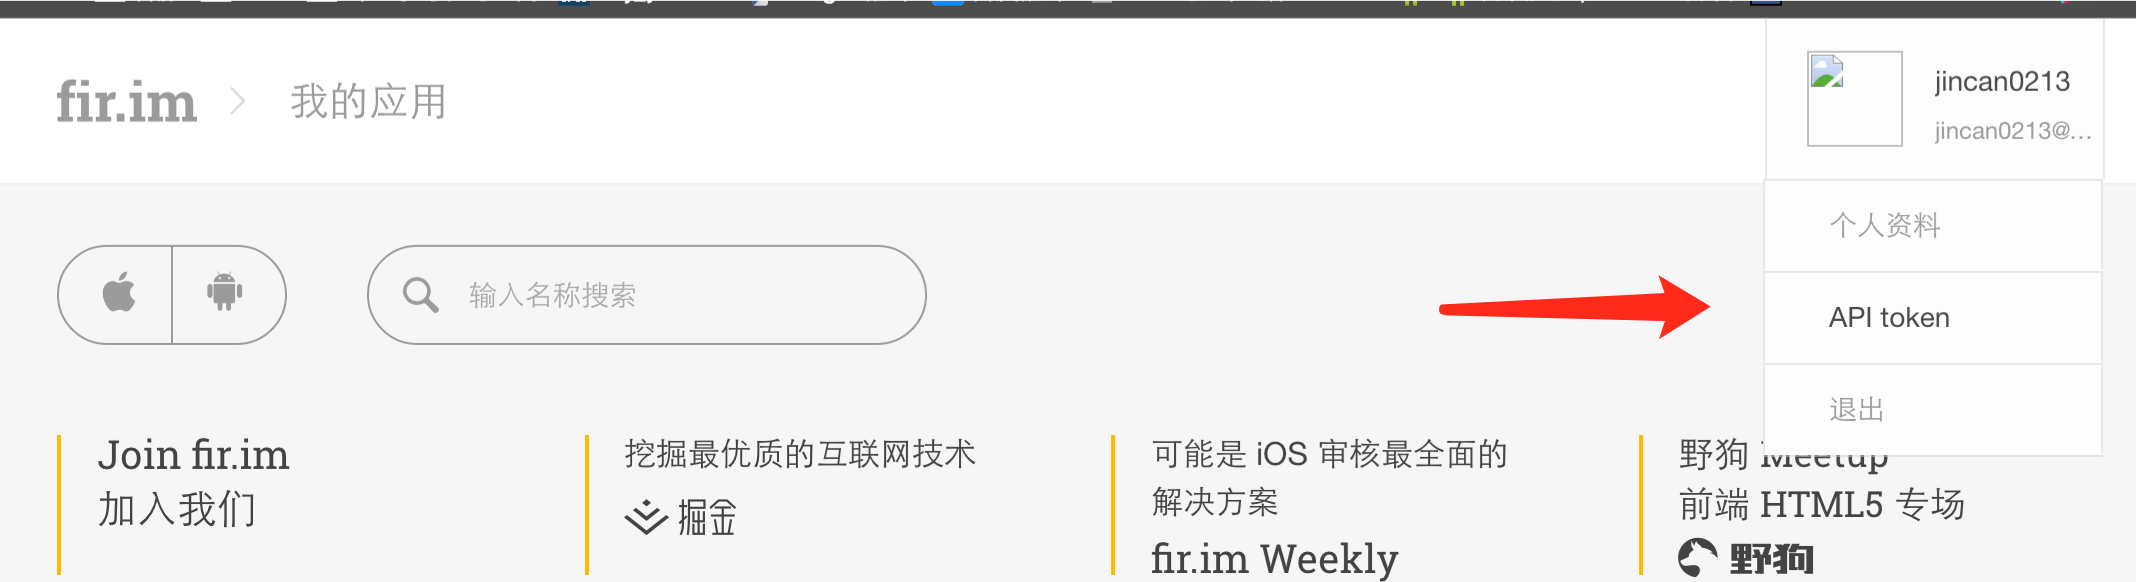 fir.im
我的应用
jincan0213
jincan0213@...
个人资料
API token
退出
输入名称搜索
Join fir.im
加入我们
挖掘最优质的互联网技术
掘金
可能是 iOS 审核最全面的
解决方案
fir.im Weekly
野狗 Meetup
前端 HTML5 专场
野狗